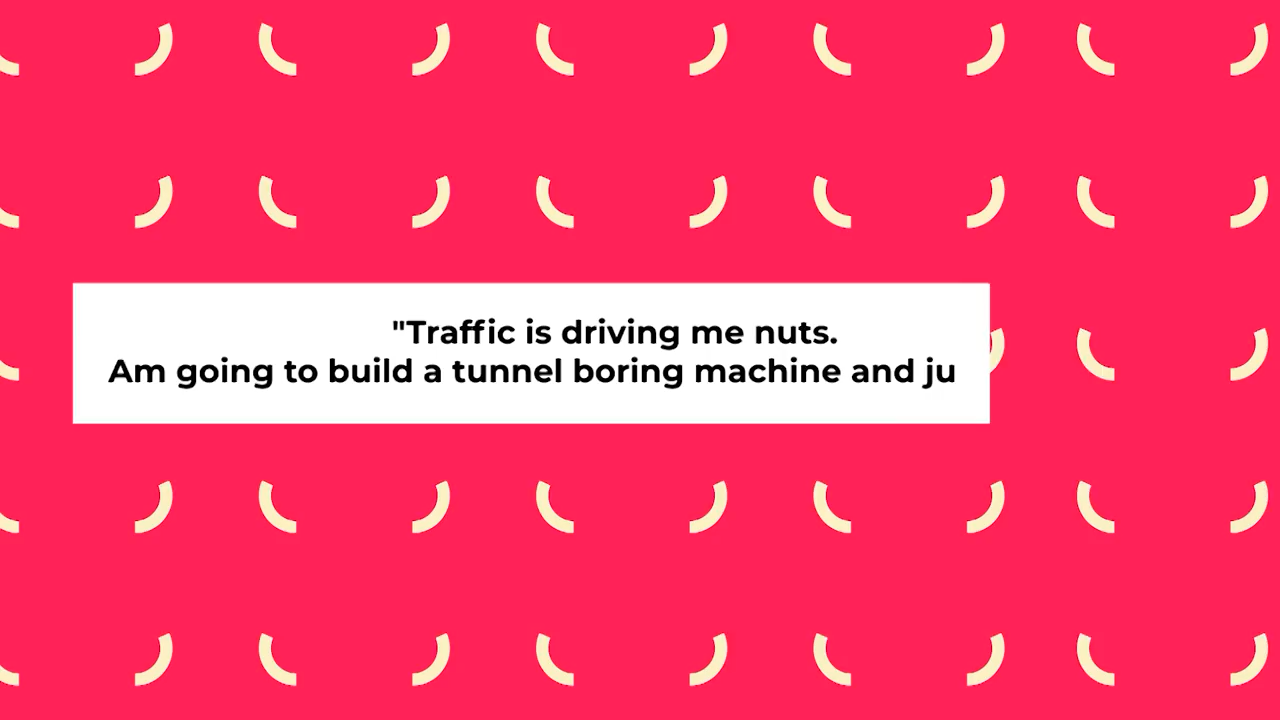 "Traffic is driving me nuts.
Am going to build a tunnel boring machine and ju